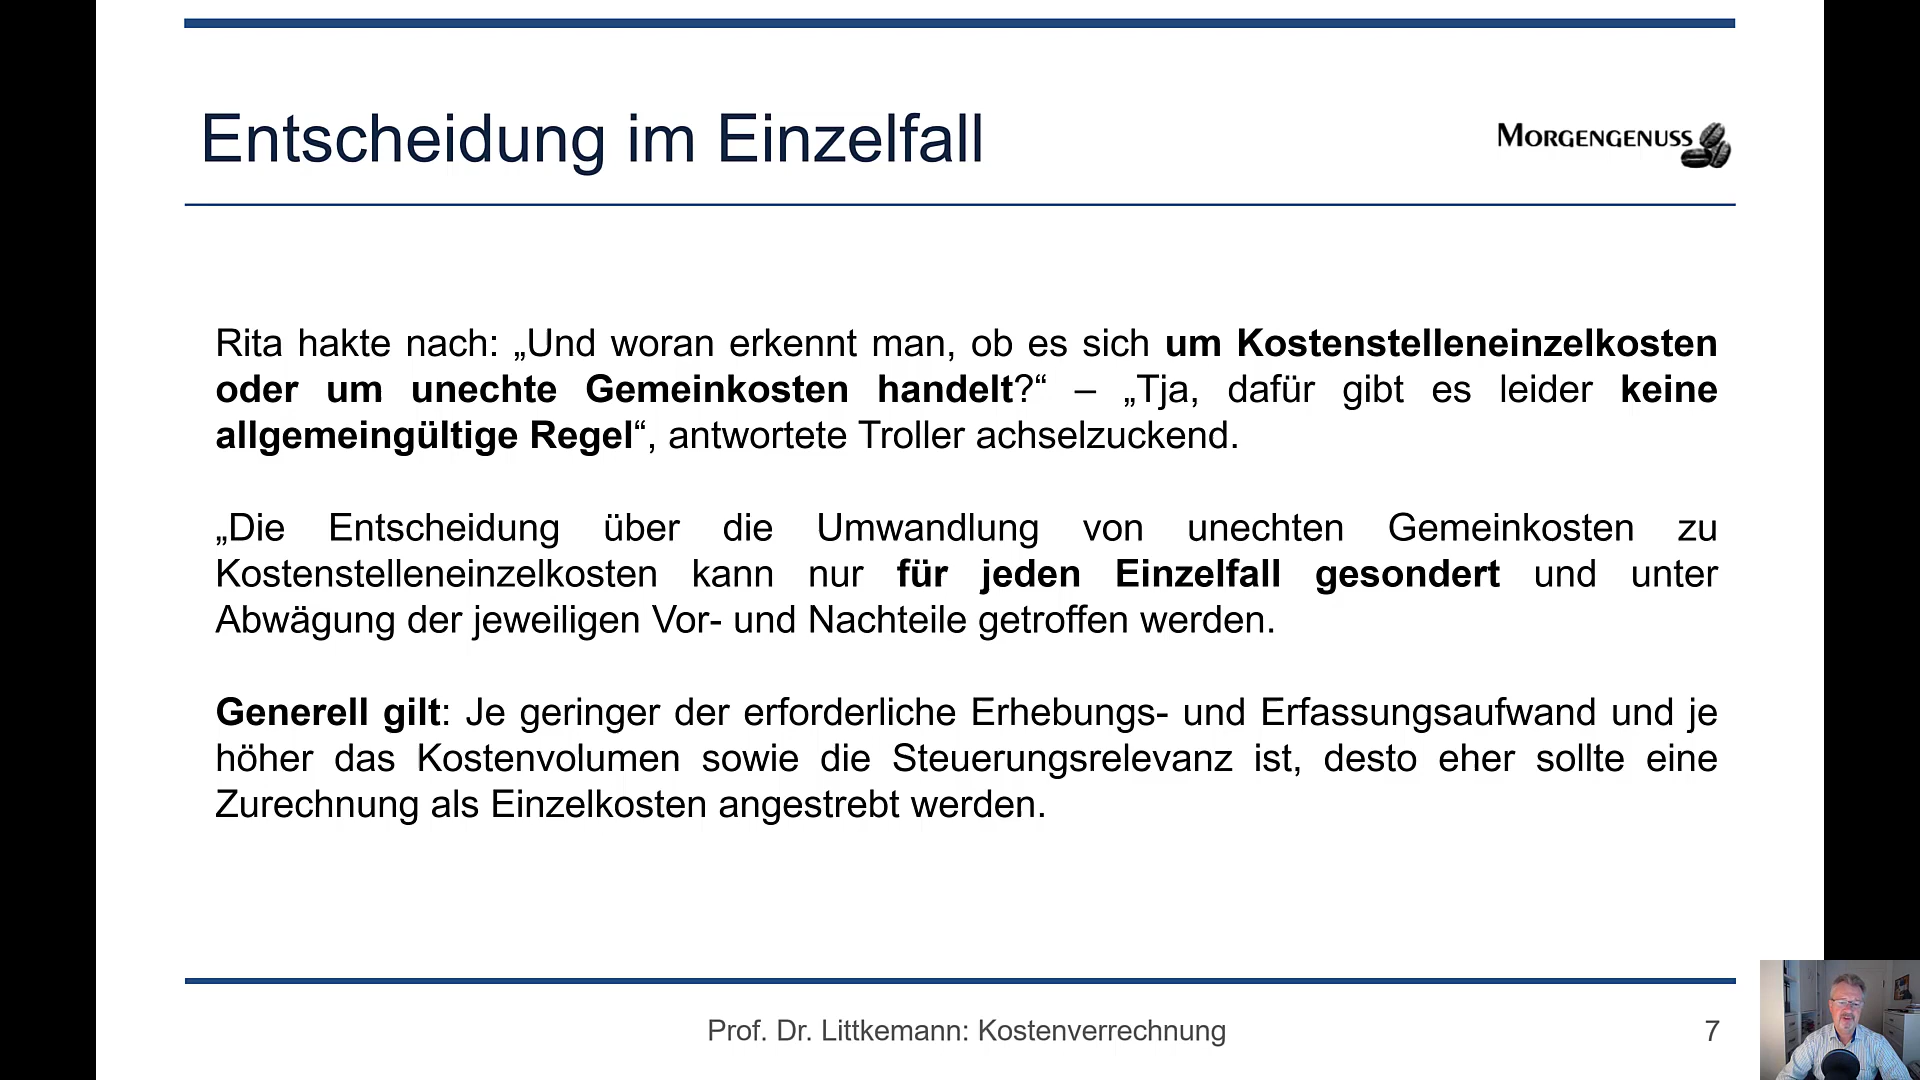 Entscheidung im Einzelfall
MORGENGENUSS
Rita hakte nach: „Und woran erkennt man, ob es sich um Kostenstelleneinzelkosten
oder um unechte Gemeinkosten handelt?“ – „Tja, dafür gibt es leider keine
allgemeingültige Regel“, antwortete Troller achselzuckend.
„Die Entscheidung über die Umwandlung von unechten Gemeinkosten zu
Kostenstelleneinzelkosten kann nur für jeden Einzelfall gesondert und unter
Abwägung der jeweiligen Vor- und Nachteile getroffen werden.
Generell gilt: Je geringer der erforderliche Erhebungs- und Erfassungsaufwand und je
höher das Kostenvolumen sowie die Steuerungsrelevanz ist, desto eher sollte eine
Zurechnung als Einzelkosten angestrebt werden.
Prof. Dr. Littkemann: Kostenverrechnung
7